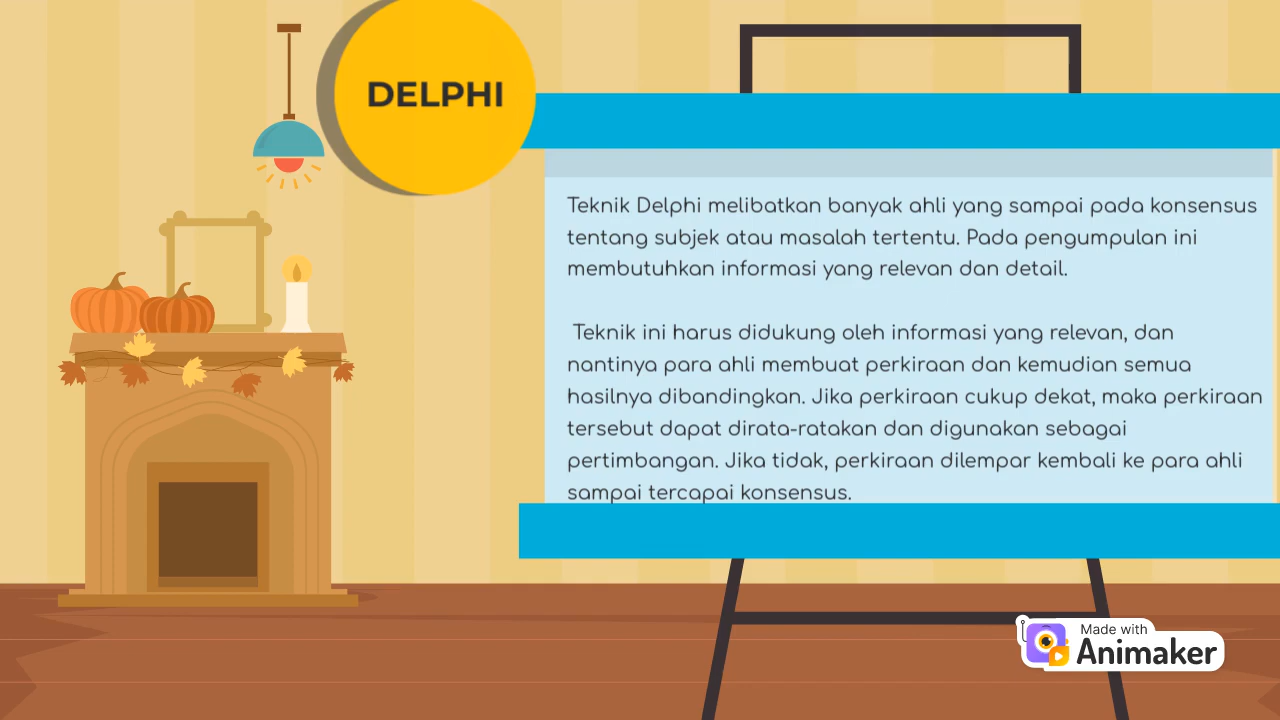 DELPHI
Teknik Delphi melibatkan banyak ahli yang sampai pada konsensus
tentang subjek atau masalah tertentu. Pada pengumpulan ini
membutuhkan informasi yang relevan dan detail.
Teknik ini harus didukung oleh informasi yang relevan, dan
nantinya para ahli membuat perkiraan dan kemudian semua
hasilnya dibandingkan. Jika perkiraan cukup dekat, maka perkiraan
tersebut dapat dirata-ratakan dan digunakan sebagai
pertimbangan. Jika tidak, perkiraan dilempar kembali ke para ahli
sampai tercapai konsensus.
Made with
Animaker